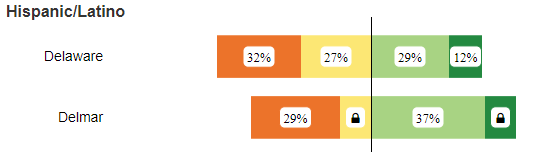 Hispanic/Latino
Delaware 32% 27% 29% 12%
Delmar 29% 37%